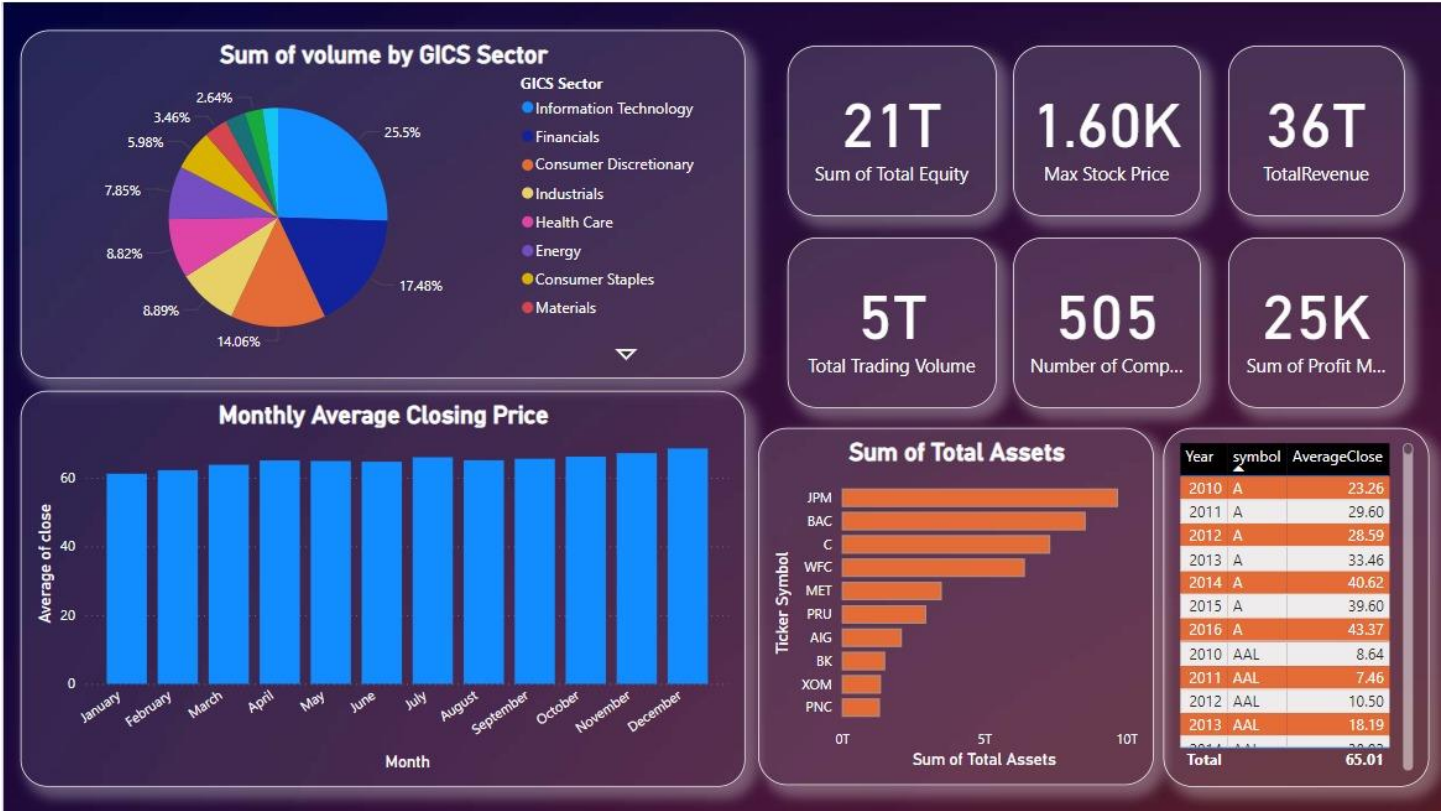 Sum of volume by GICS Sector
2.64%
3.46%
5.98%
7.85%
8.82%
8.89%
14.06%
17.48%
25.5%
GICS Sector
Information Technology
Financials
Consumer Discretionary
Industrials
Health Care
Energy
Consumer Staples
Materials
21T
Sum of Total Equity
1.60K
Max Stock Price
36T
TotalRevenue
5T
Total Trading Volume
505
Number of Comp...
25K
Sum of Profit M...
Monthly Average Closing Price
Average of close
60
40
20
0
January
February
March
April
May
June
July
August
September
October
November
December
Month
Sum of Total Assets
Ticker Symbol
JPM
BAC
C
WFC
MET
PRU
AIG
BK
XOM
PNC
0T 5T 10T
Sum of Total Assets
Year symbol AverageClose
2010 A 23.26
2011 A 29.60
2012 A 28.59
2013 A 33.46
2014 A 40.62
2015 A 39.60
2016 A 43.37
2010 AAL 8.64
2011 AAL 7.46
2012 AAL 10.50
2013 AAL 18.19
Total 65.01